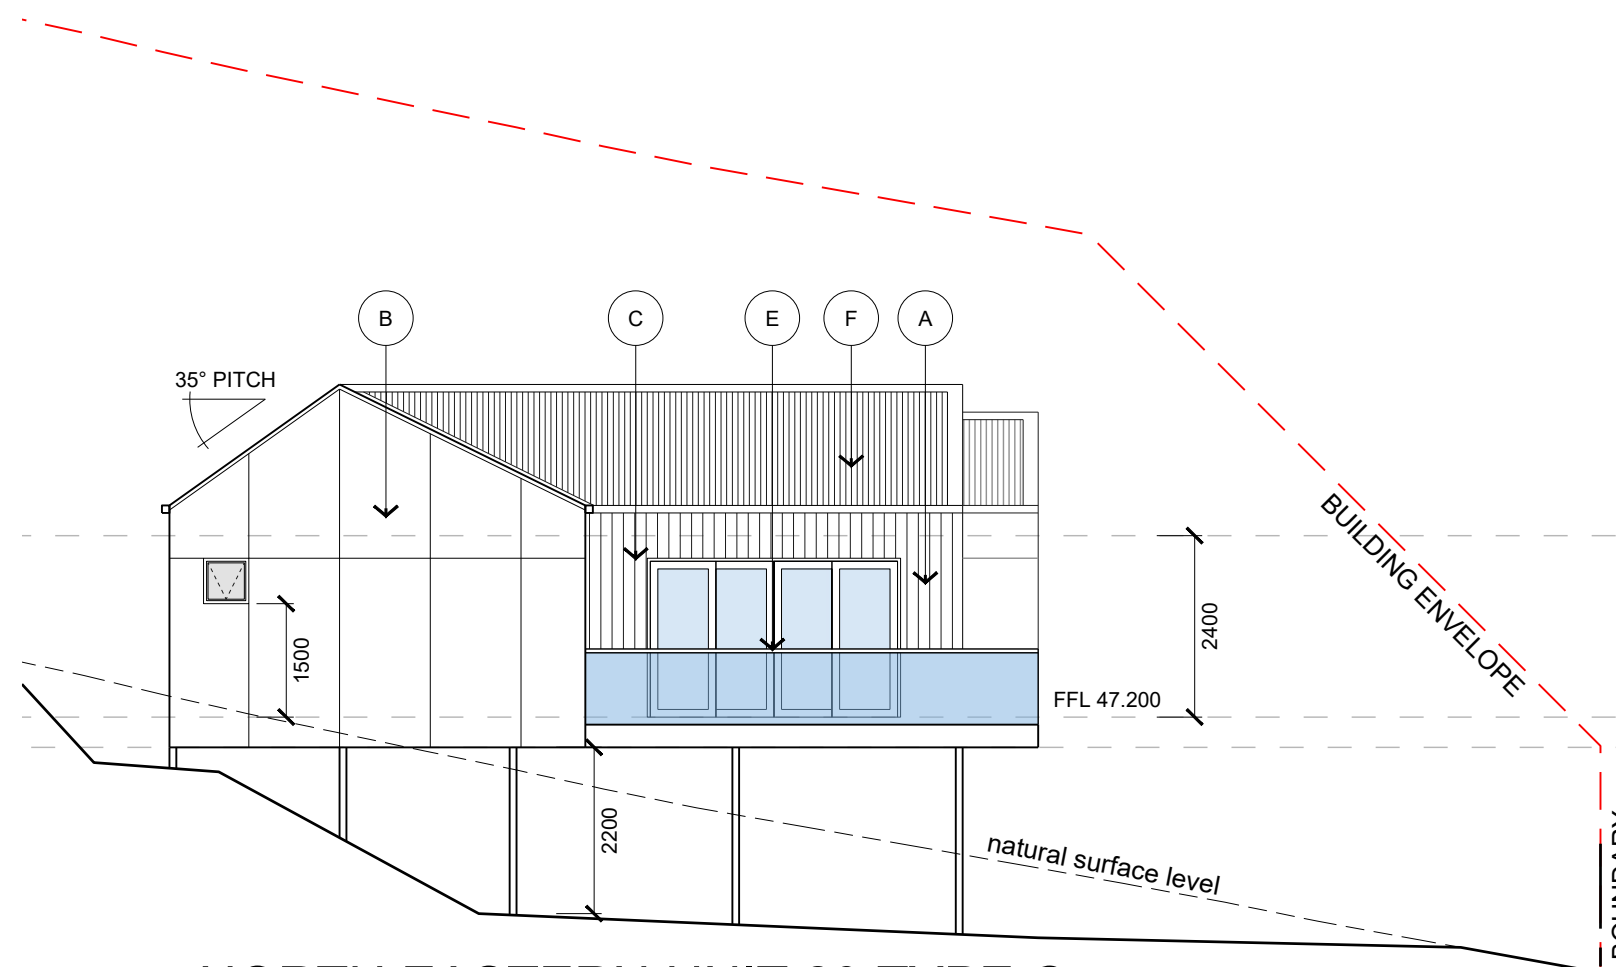 B
C
E
F
A
35° PITCH
BUILDING ENVELOPE
1500
2400
FFL 47.200
2200
natural surface level